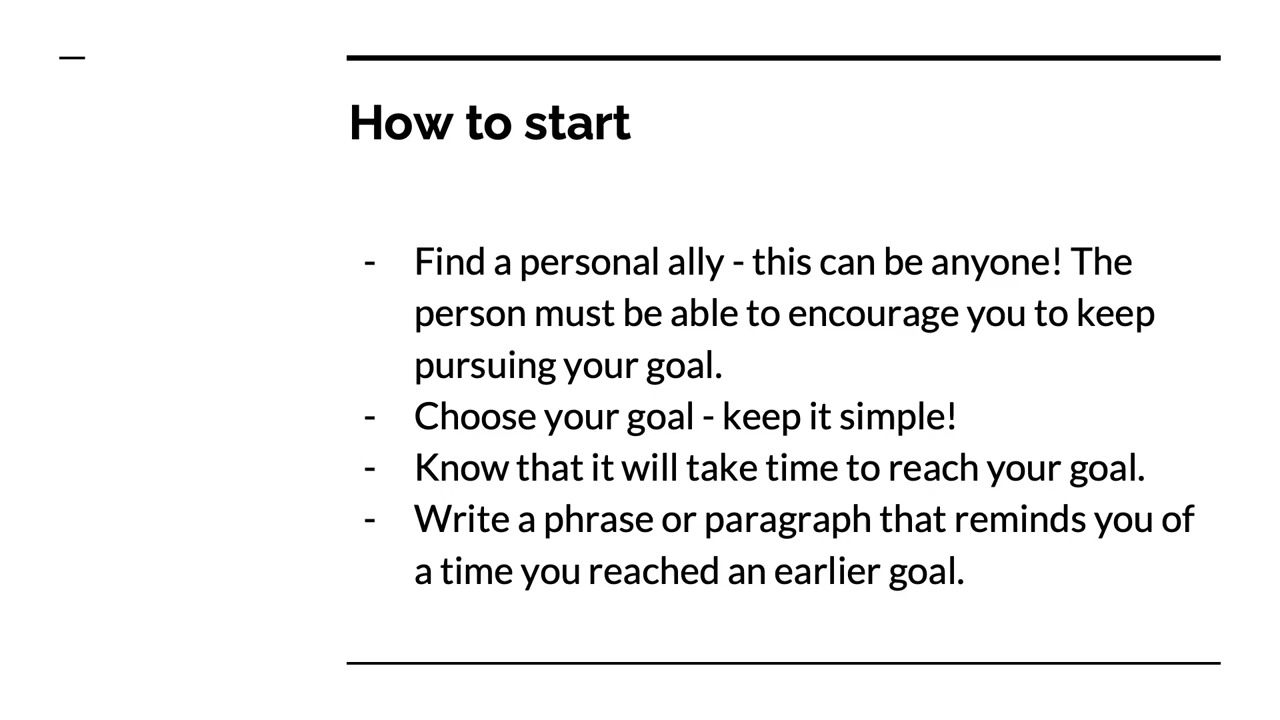 How to start
- Find a personal ally - this can be anyone! The
person must be able to encourage you to keep
pursuing your goal.
- Choose your goal - keep it simple!
- Know that it will take time to reach your goal.
- Write a phrase or paragraph that reminds you of
a time you reached an earlier goal.